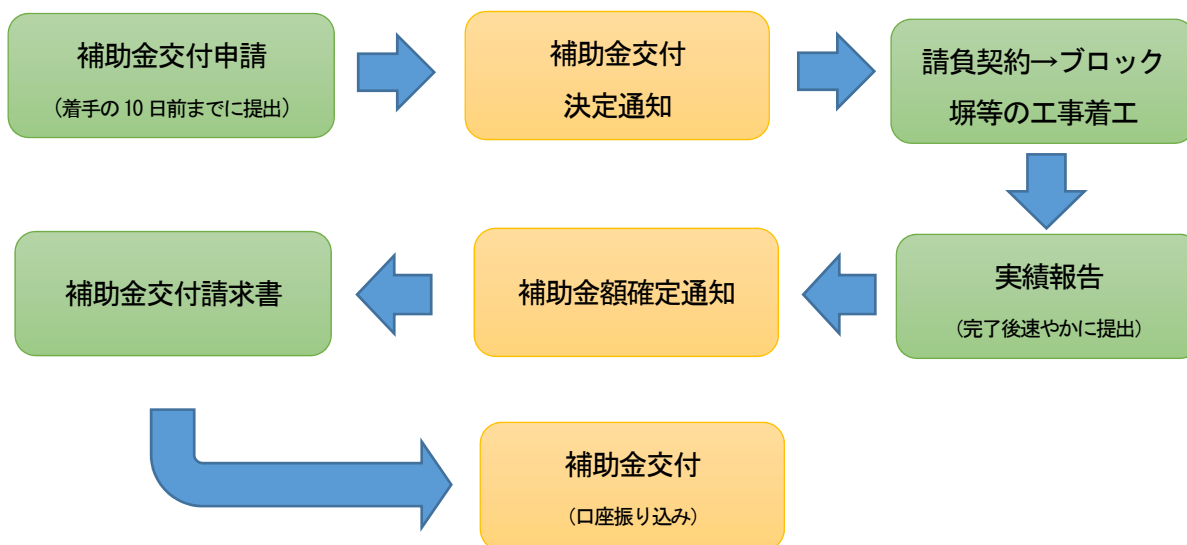 補助金交付申請
（着手の 10 日前までに提出）
補助金交付
決定通知
請負契約→ブロック
塀等の工事着工
実績報告
（完了後速やかに提出）
補助金額確定通知
補助金交付請求書
補助金交付
（口座振り込み）